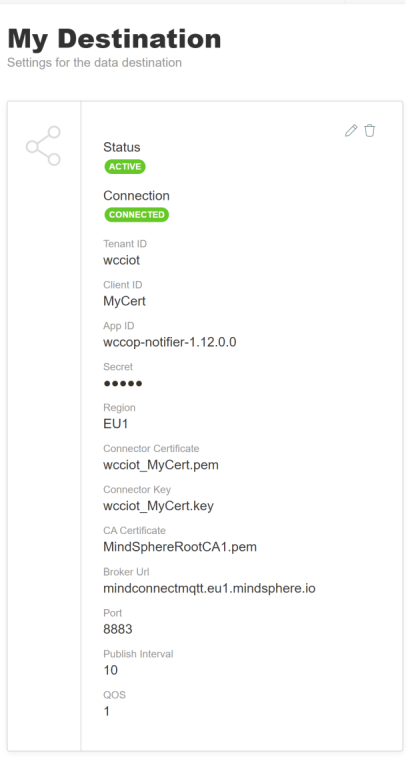 My Destination
Settings for the data destination
Status
ACTIVE
Connection
CONNECTED
Tenant ID
wcciot
Client ID
MyCert
App ID
wccop-notifier-1.12.0.0
Secret
●●●●●
Region
EU1
Connector Certificate
wcciot_MyCert.pem
Connector Key
wcciot_MyCert.key
CA Certificate
MindSphereRootCA1.pem
Broker Url
mindconnectmqtt.eu1.mindsphere.io
Port
8883
Publish Interval
10
QOS
1